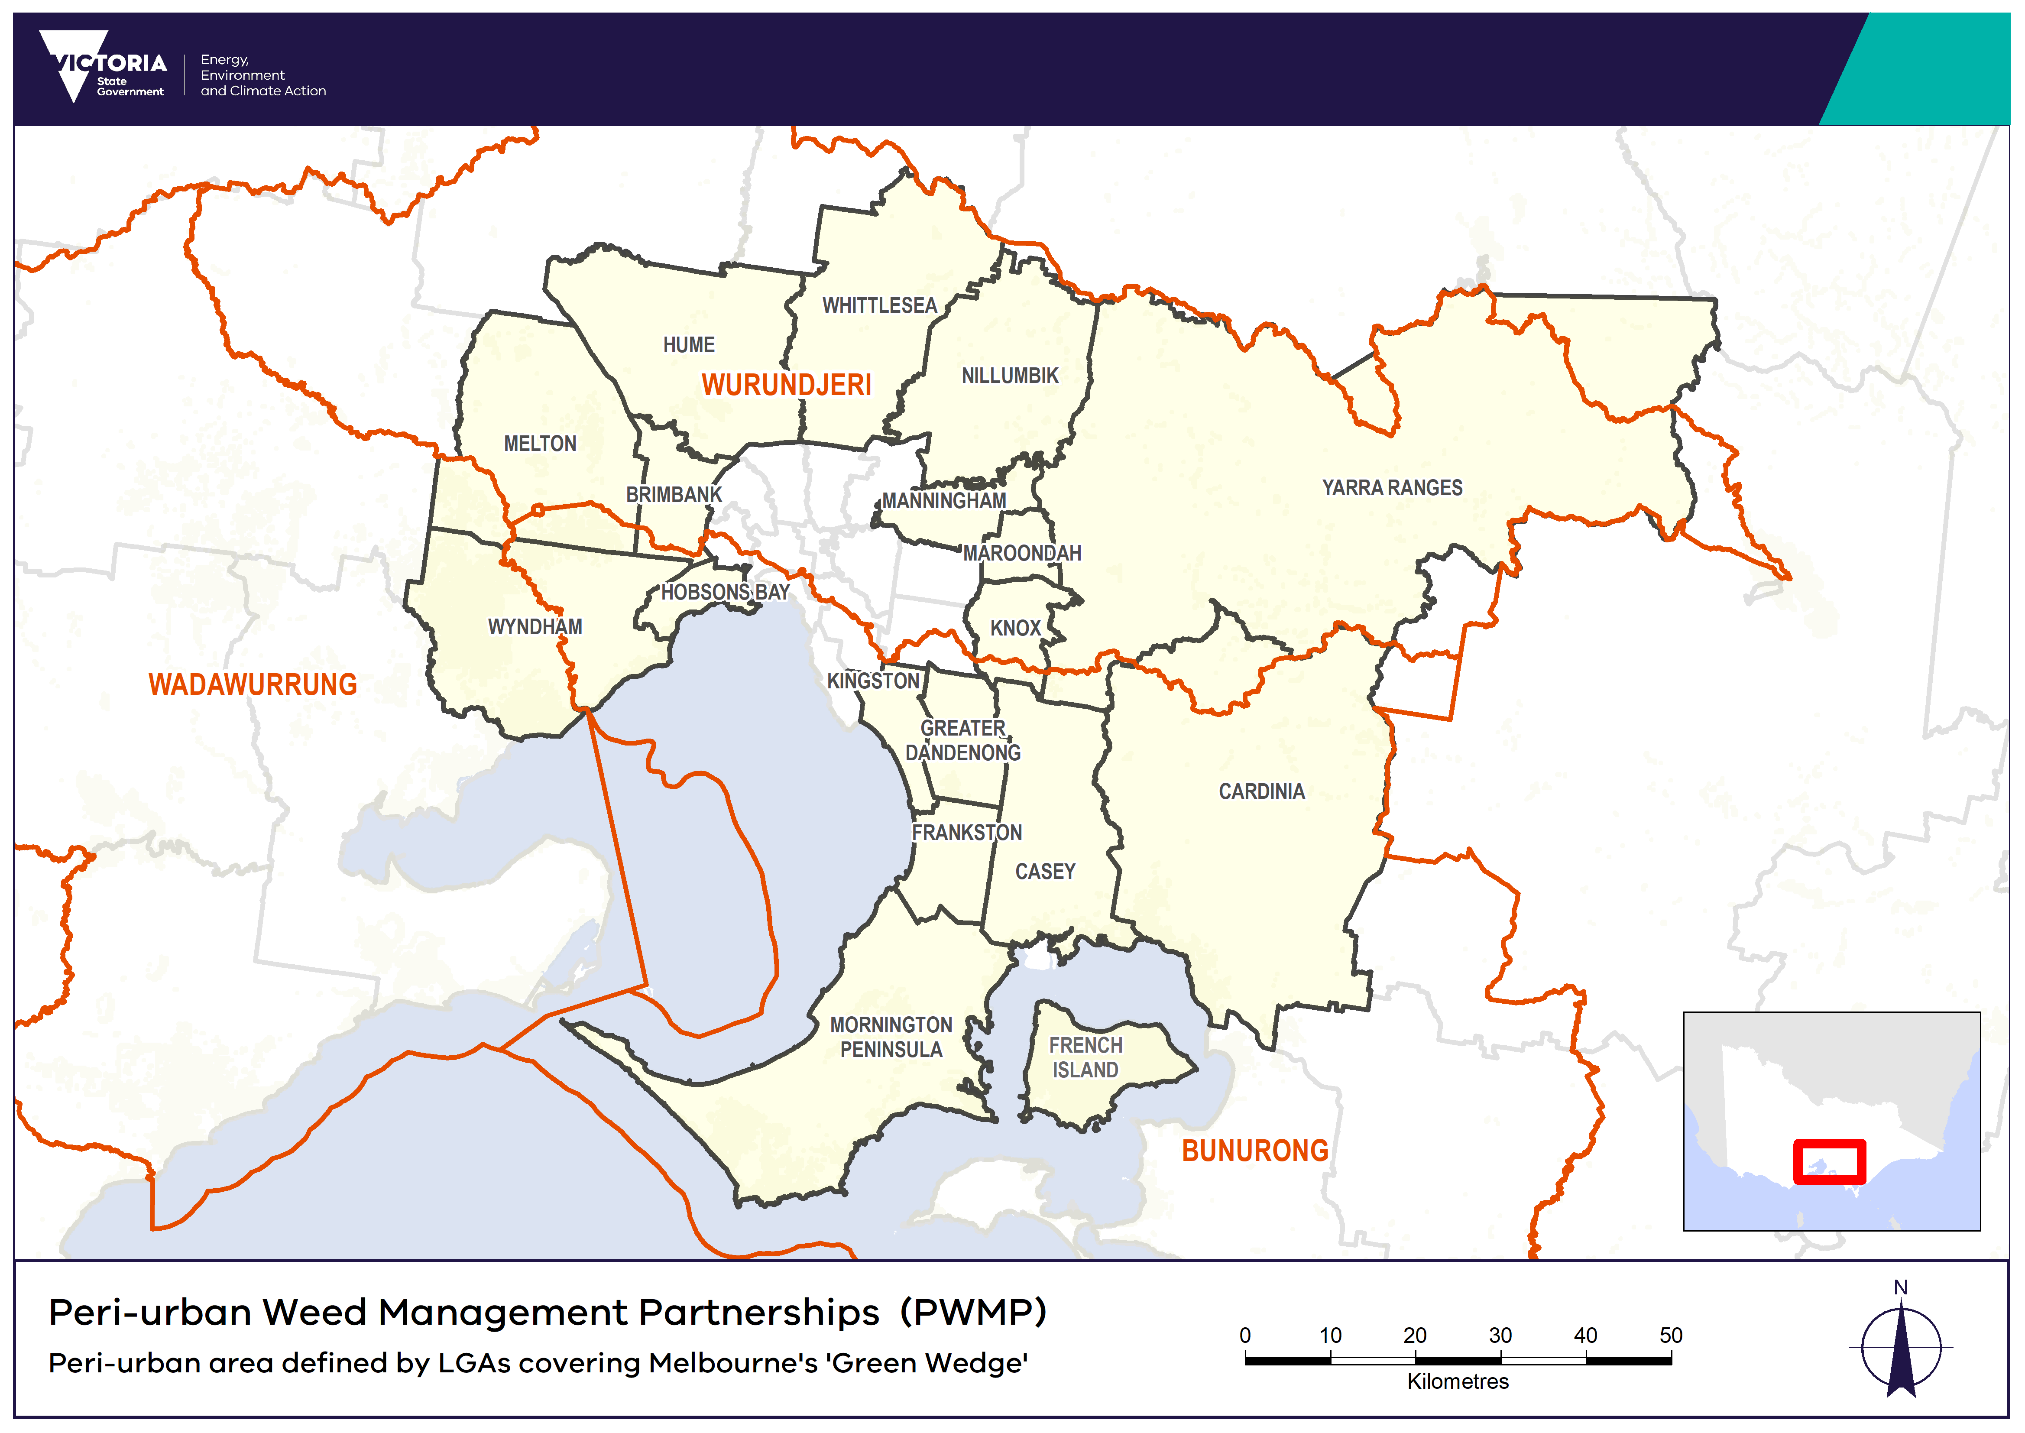 VICTORIA
State
Government
Energy,
Environment
and Climate Action
WHITTLESEA
HUME
NILLUMBIK
WURUNDJERI
MELTON
YARRA RANGES
BRIMBANK
MANNINGHAM
MAROONDAH
HOBSONS BAY
WYNDHAM
KNOX
WADAWURRUNG
KINGSTON
GREATER
DANDENONG
CARDINIA
FRANKSTON
CASEY
MORNINGTON
PENINSULA
FRENCH
ISLAND
BUNURONG
Peri-urban Weed Management Partnerships (PWMP)
Peri-urban area defined by LGAs covering Melbourne's 'Green Wedge'
0 10 20 30 40 50
Kilometres
N